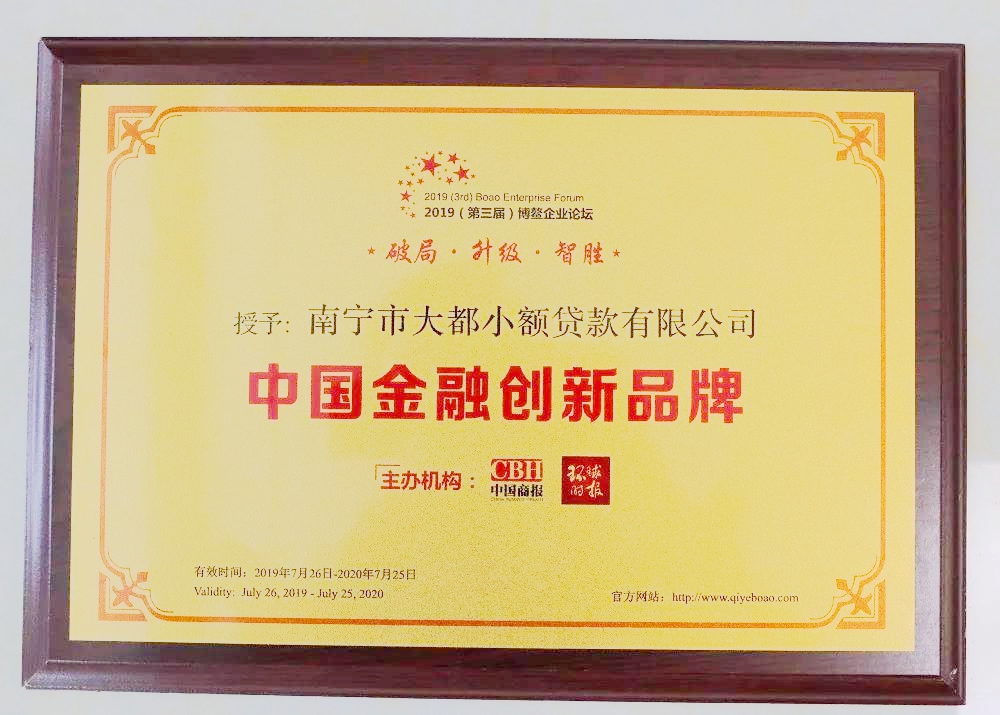 2019 (3rd) Boao Enterprise Forum
2019（第三届）博鳌企业论坛
破局·升级·智胜
授予: 南宁市大都小额贷款有限公司
中国金融创新品牌
主办机构：
CBH
中国商报
环球时报
有效时间：2019年7月26日-2020年7月25日
Validity: July 26, 2019 - July 25, 2020
官方网站：http://www.qiyeboao.com